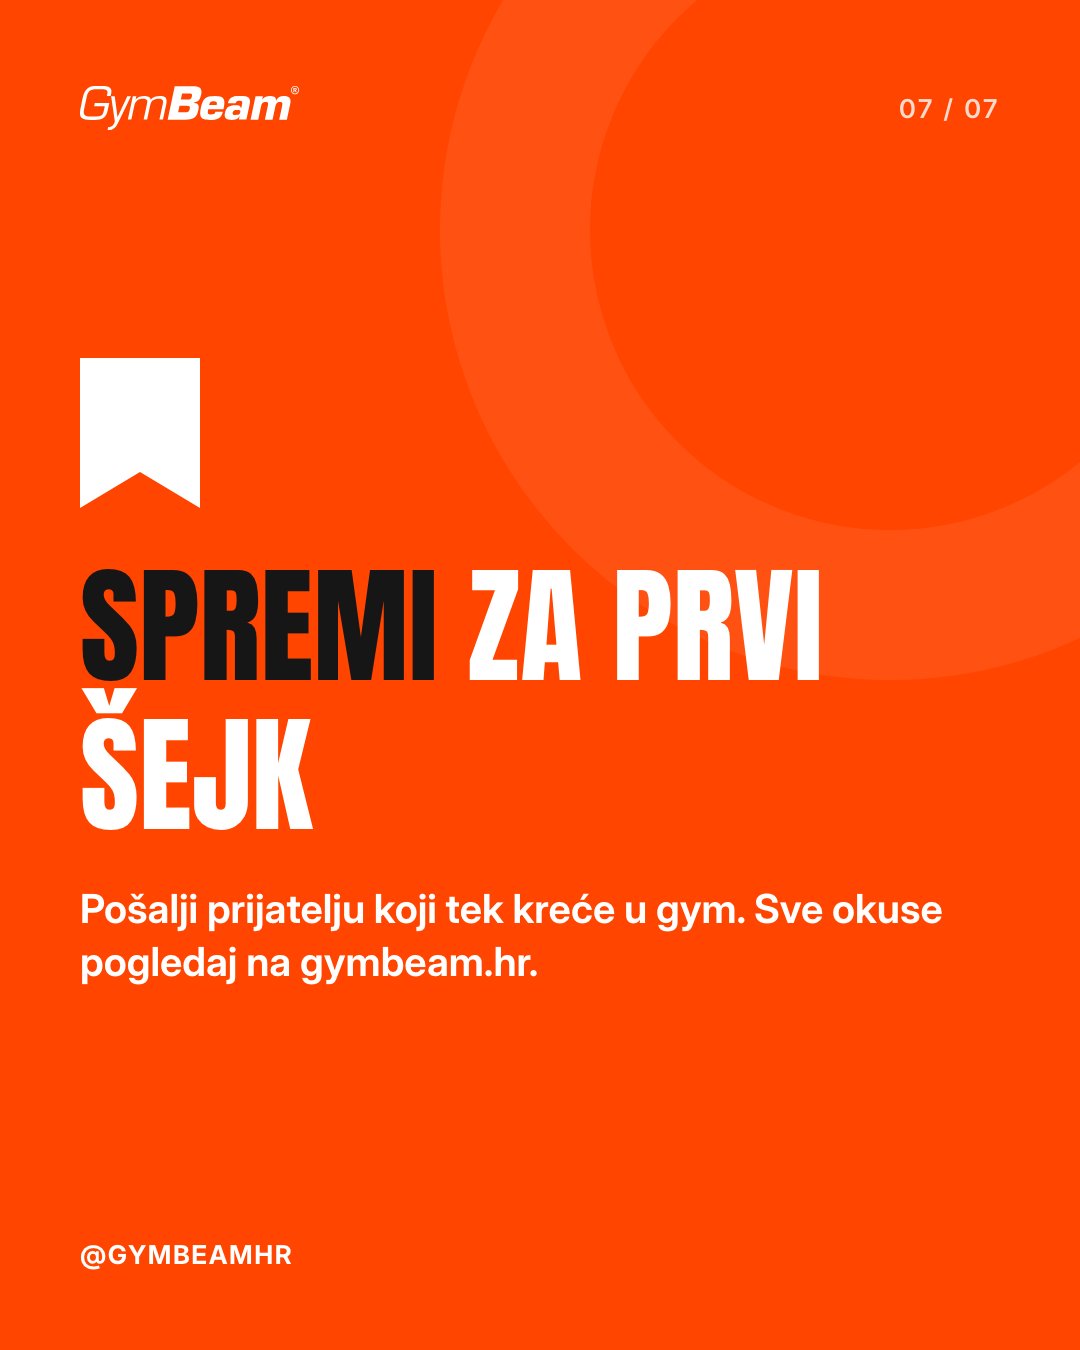 GymBeam®
07 / 07
SPREMI ZA PRVI
ŠEJK
Pošalji prijatelju koji tek kreće u gym. Sve okuse
pogledaj na gymbeam.hr.
@GYMBEAMHR